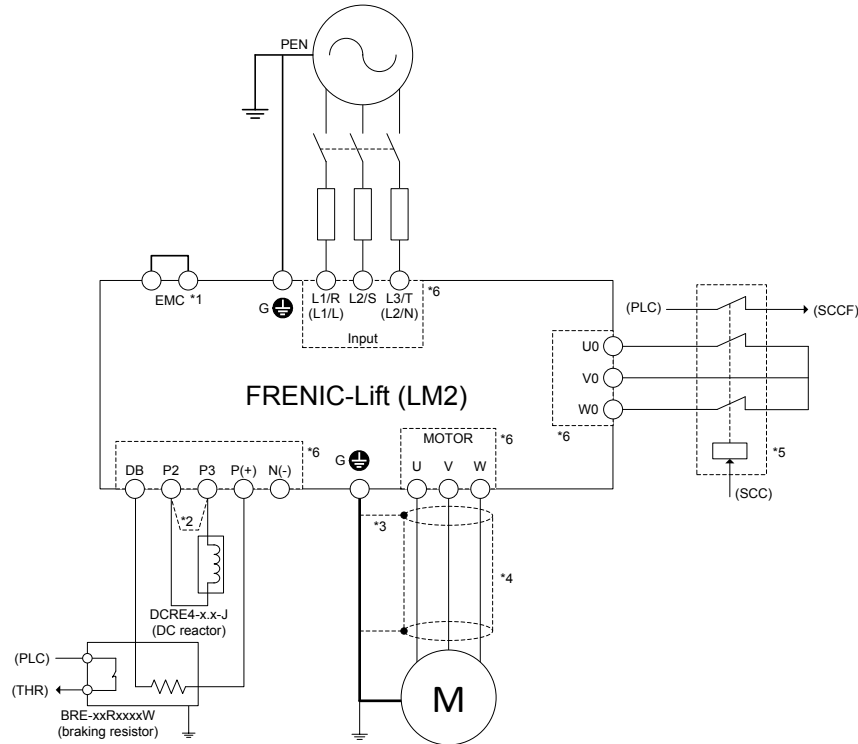 PEN
EMC *1
G
L1/R L2/S L3/T
(L1/L) (L2/N)
*6
Input
(PLC)
(SCCF)
U0
V0
W0
*6
*5
(SCC)
FRENIC-Lift (LM2)
*6
DB P2 P3 P(+) N(-)
G
MOTOR
*6
U V W
*2
*3
*4
DCRE4-x.x-J
(DC reactor)
(PLC)
(THR)
BRE-xxRxxxxW
(braking resistor)
M